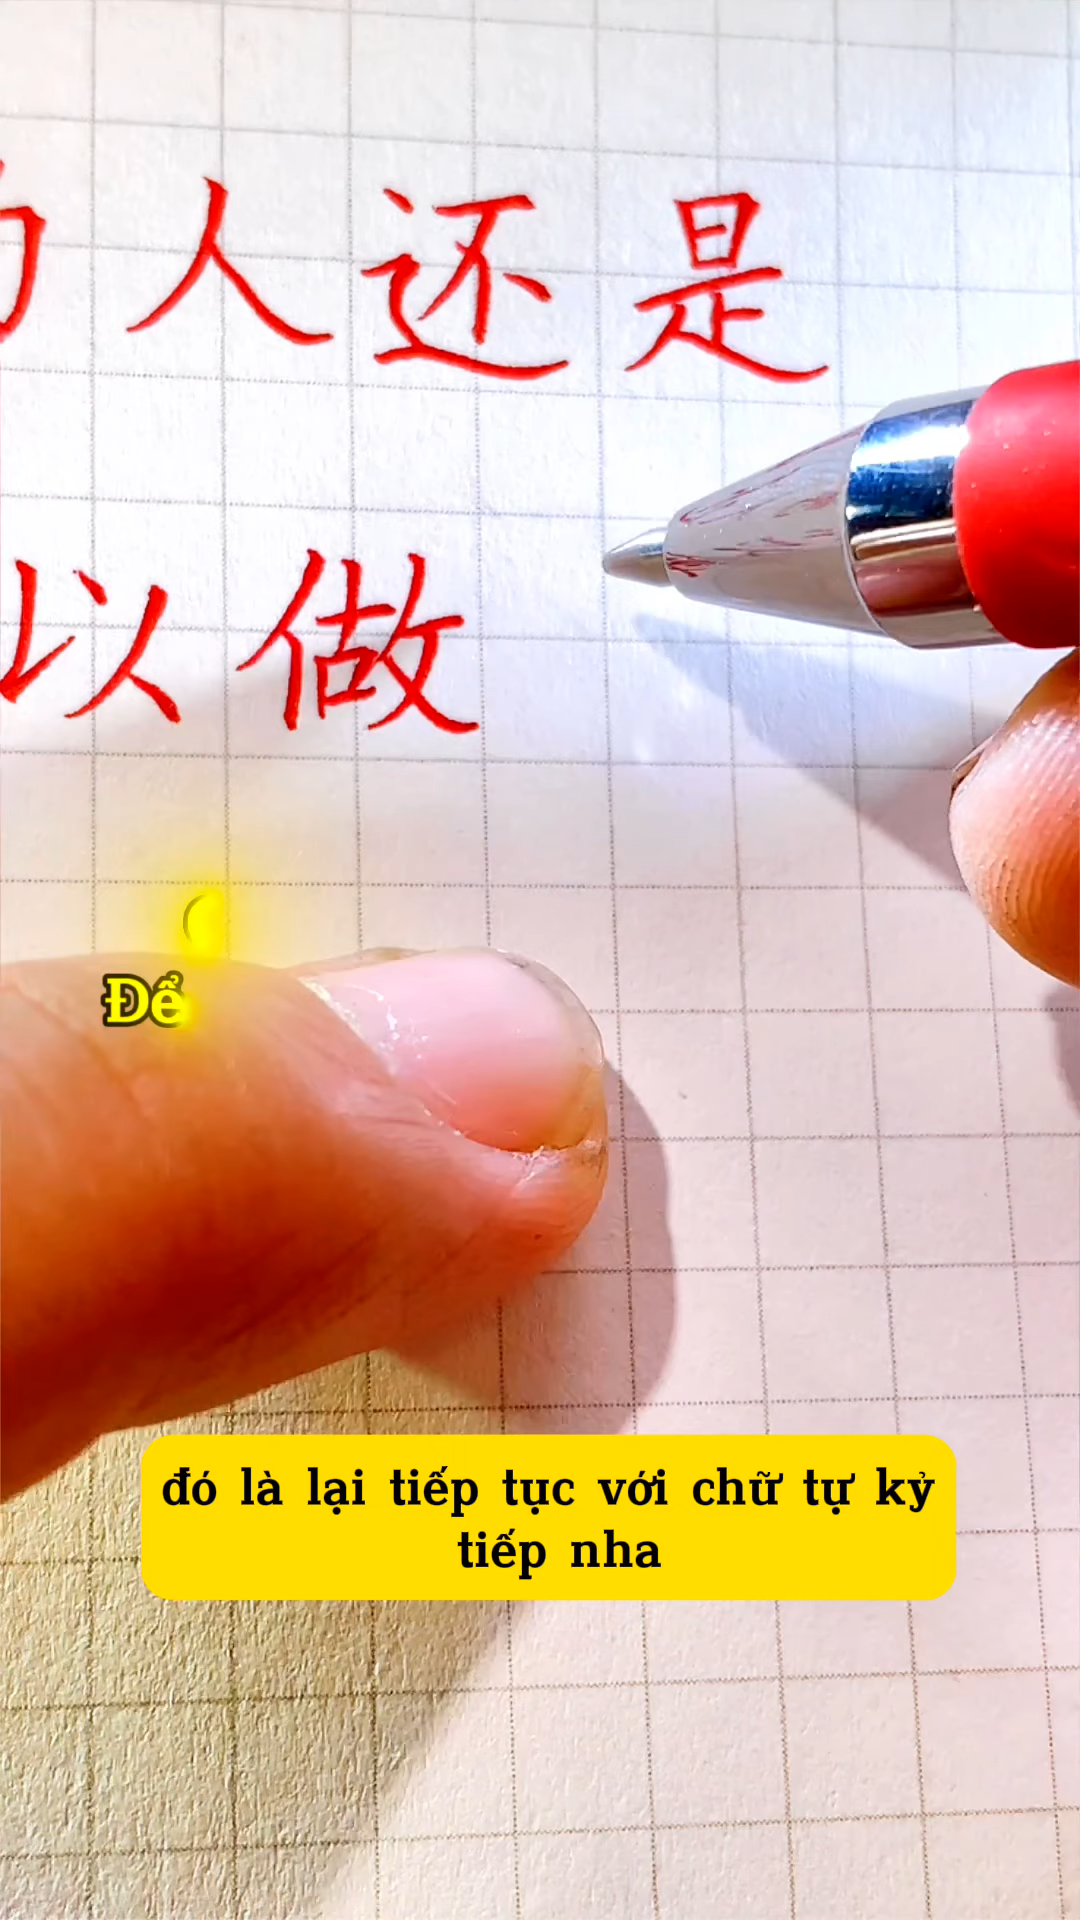 人还是
以做
Để
đó là lại tiếp tục với chữ tự kỷ
tiếp nha